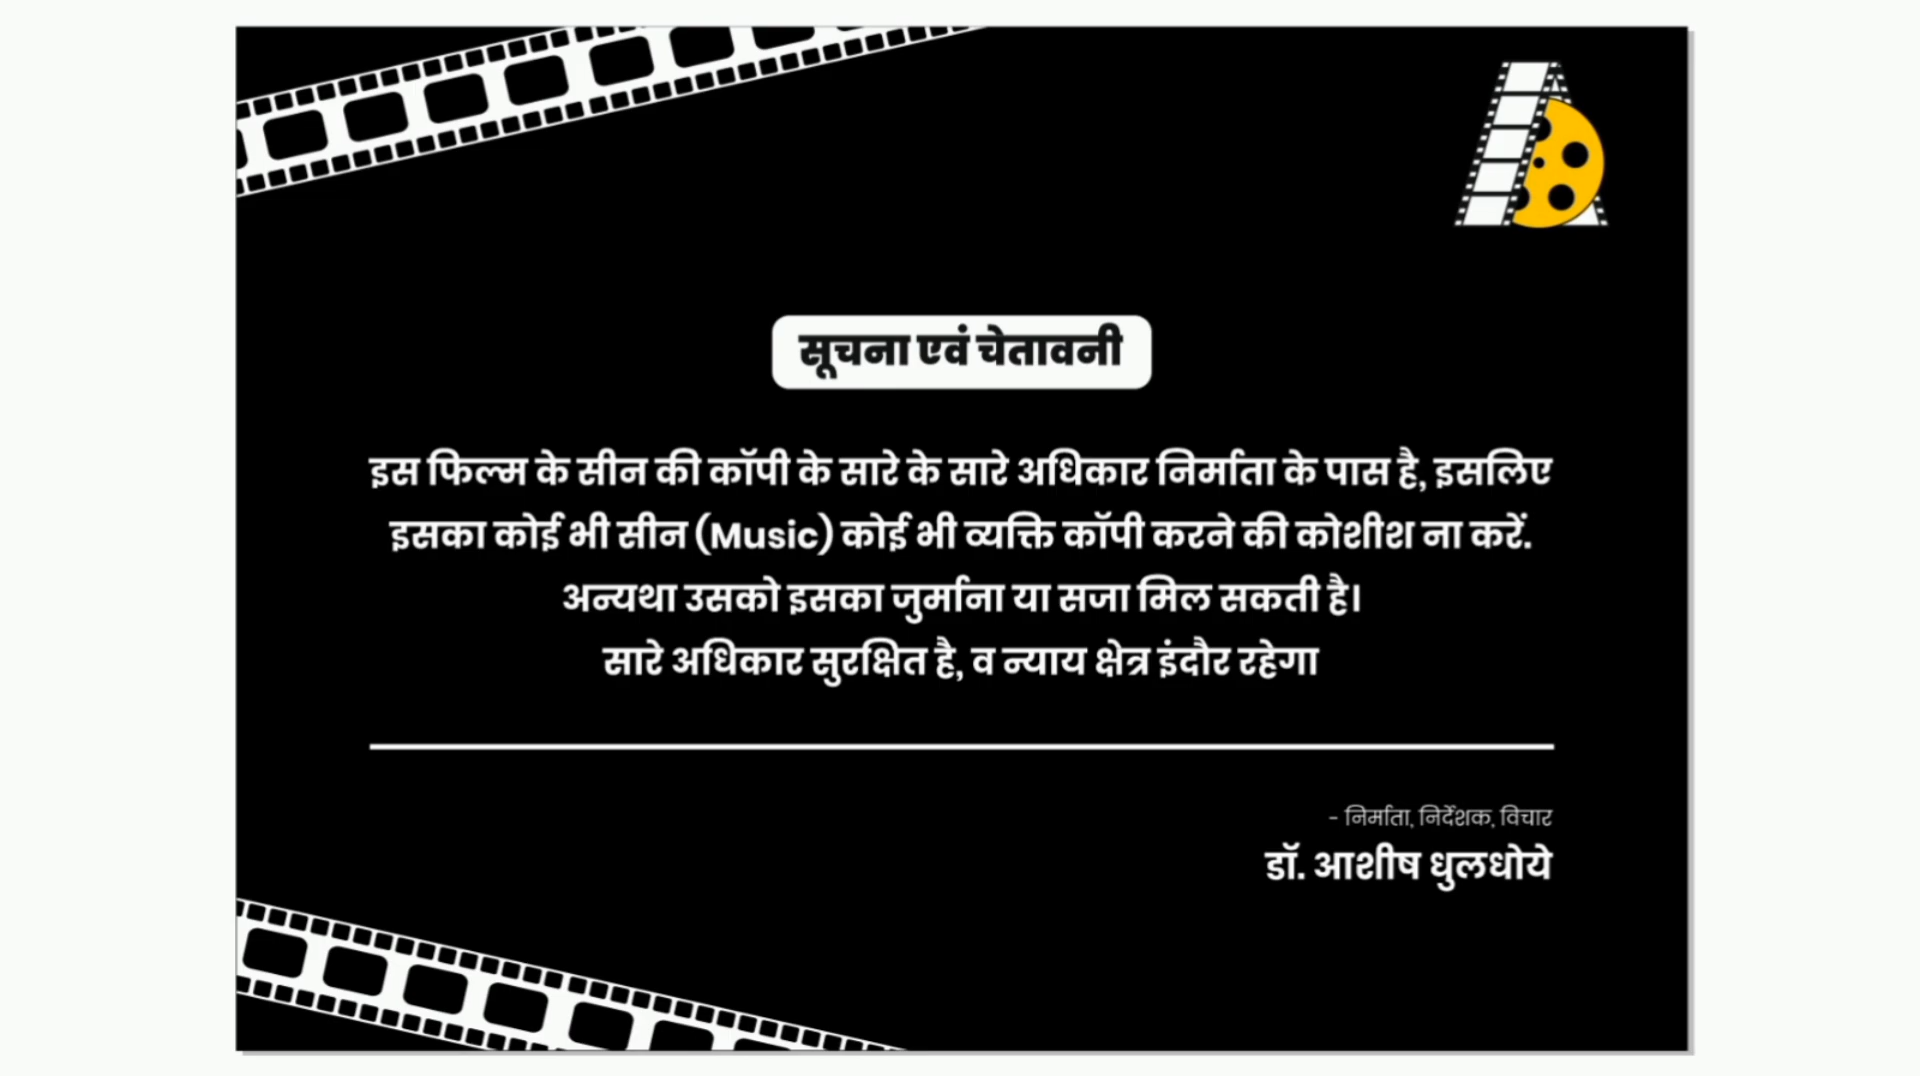 सूचना एवं चेतावनी
इस फिल्म के सीन की कॉपी के सारे के सारे अधिकार निर्माता के पास है, इसलिए
इसका कोई भी सीन (Music) कोई भी व्यक्ति कॉपी करने की कोशीश ना करें.
अन्यथा उसको इसका जुर्माना या सजा मिल सकती है।
सारे अधिकार सुरक्षित है, व न्याय क्षेत्र इंदौर रहेगा
- निर्माता, निर्देशक, विचार
डॉ. आशीष धुलधोये